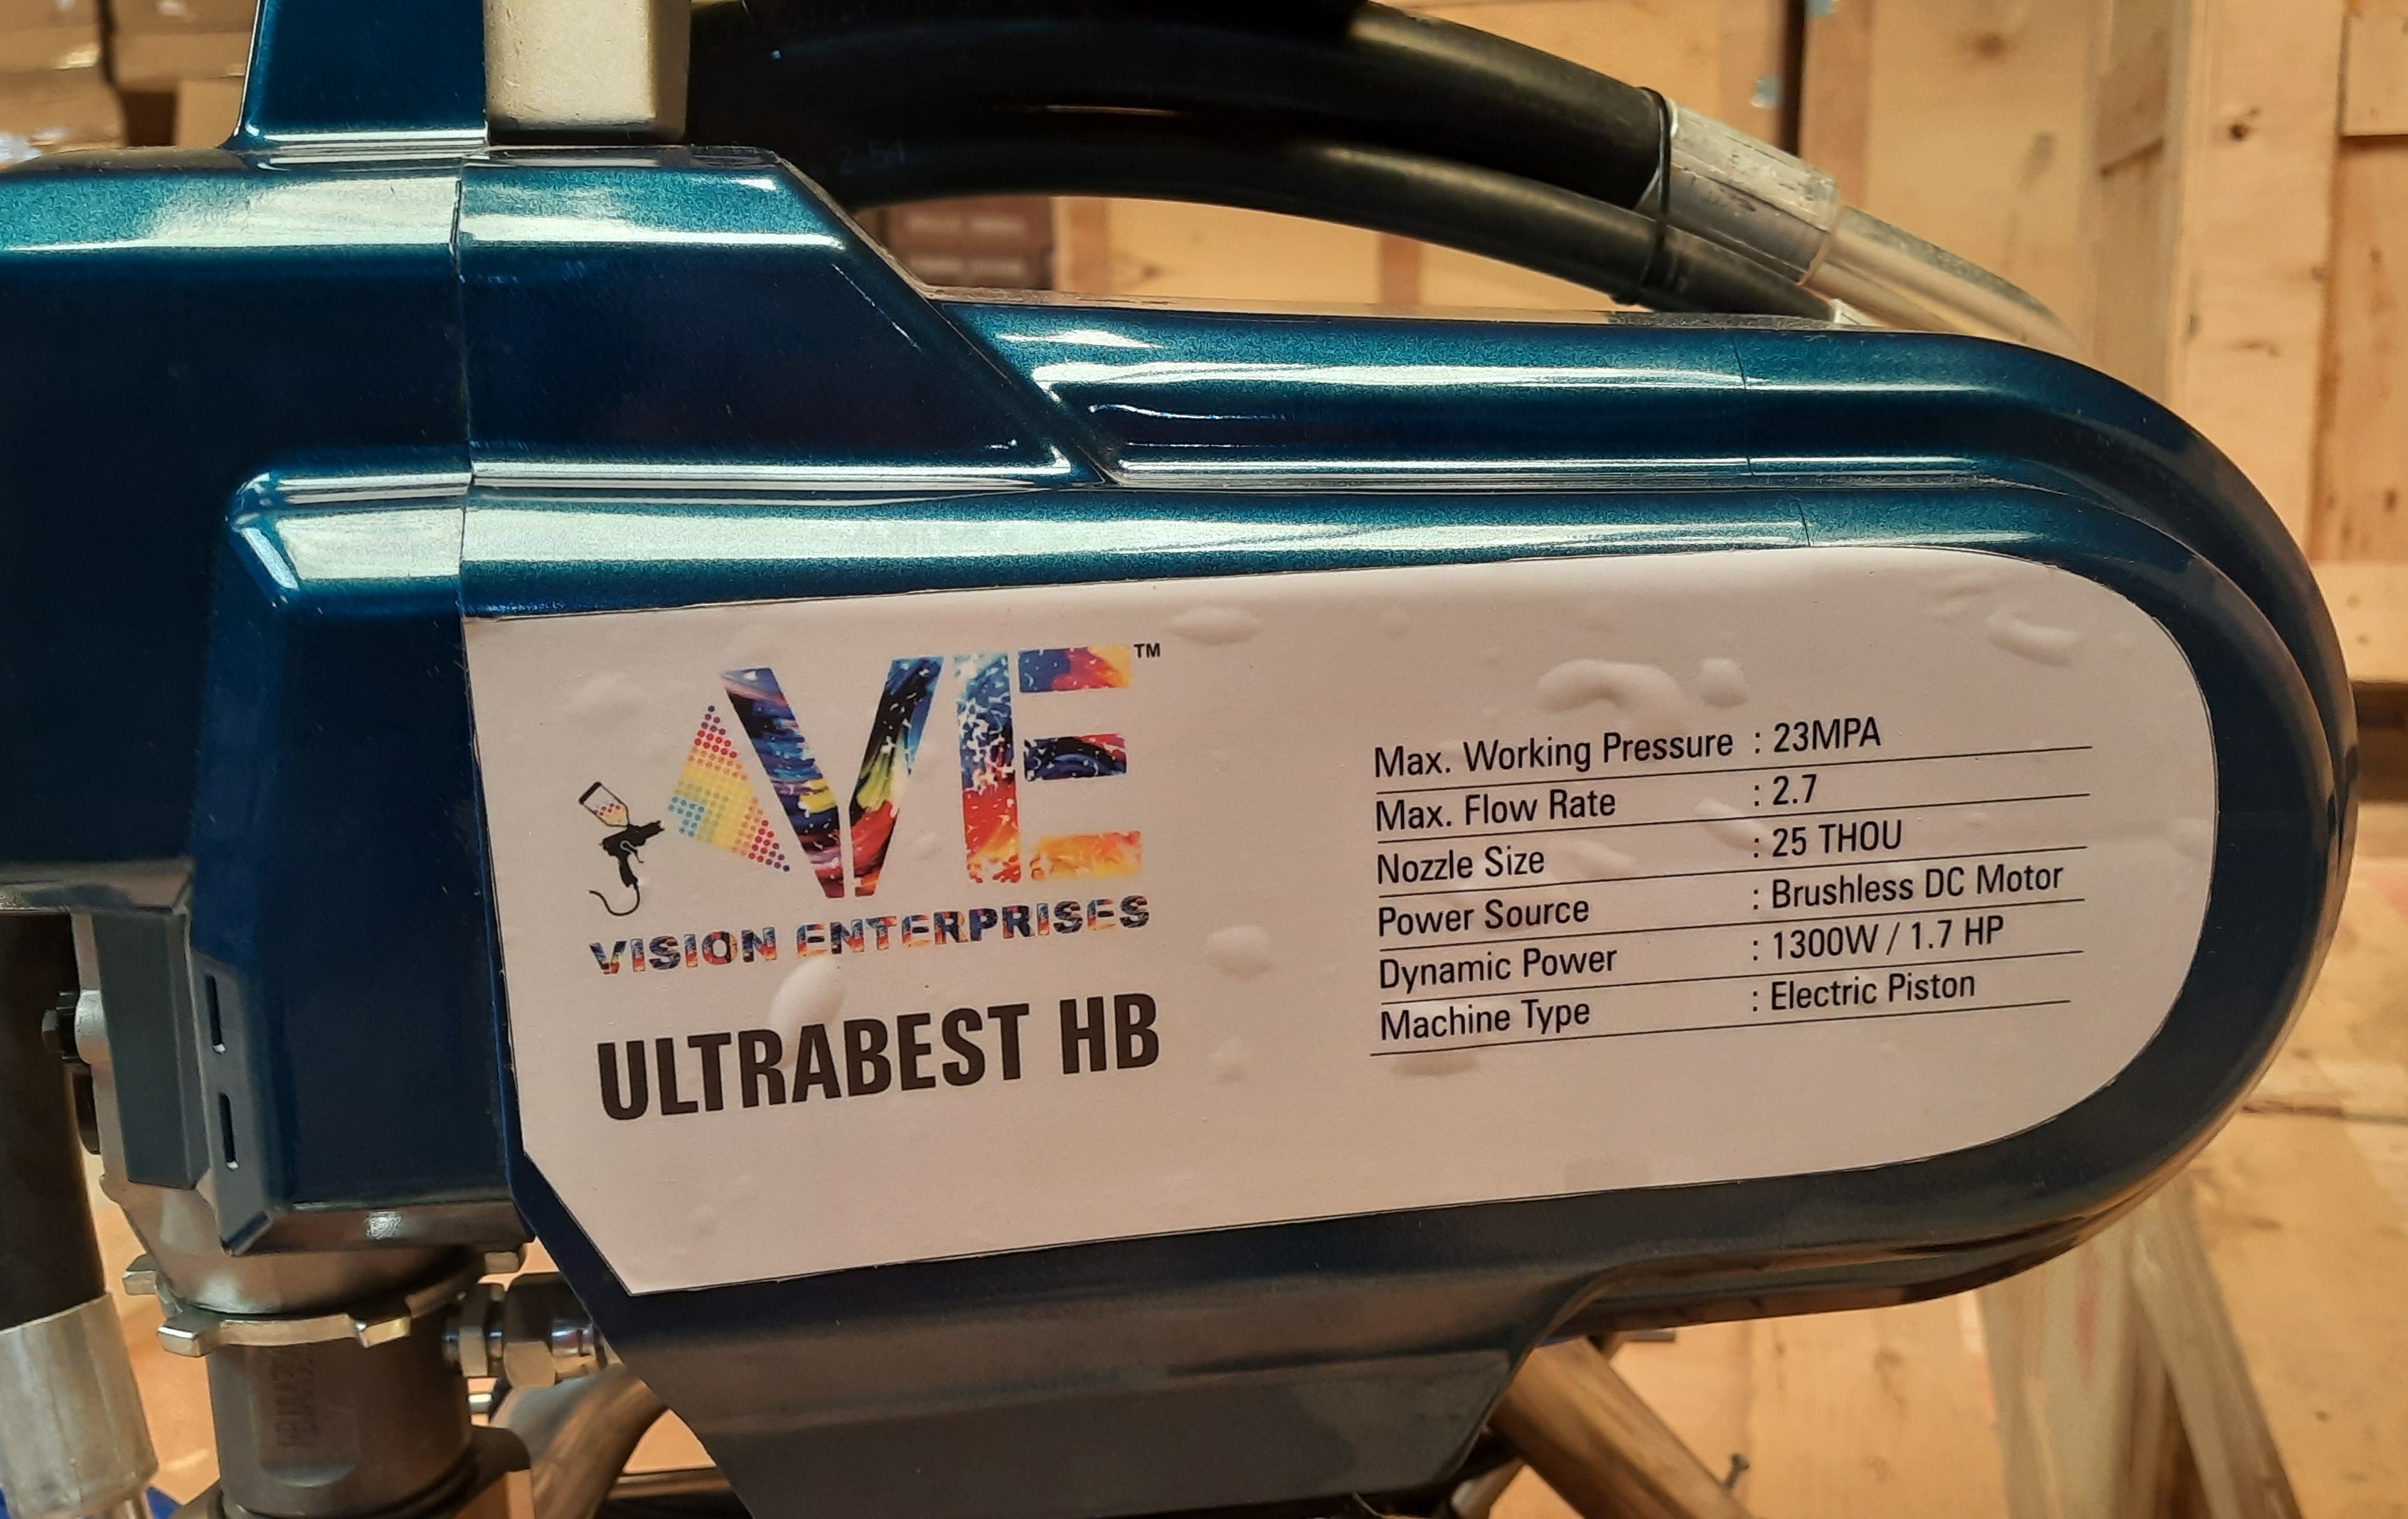 VE™
VISION ENTERPRISES
ULTRABEST HB
Max. Working Pressure : 23MPA
Max. Flow Rate : 2.7
Nozzle Size : 25 THOU
Power Source : Brushless DC Motor
Dynamic Power : 1300W / 1.7 HP
Machine Type : Electric Piston